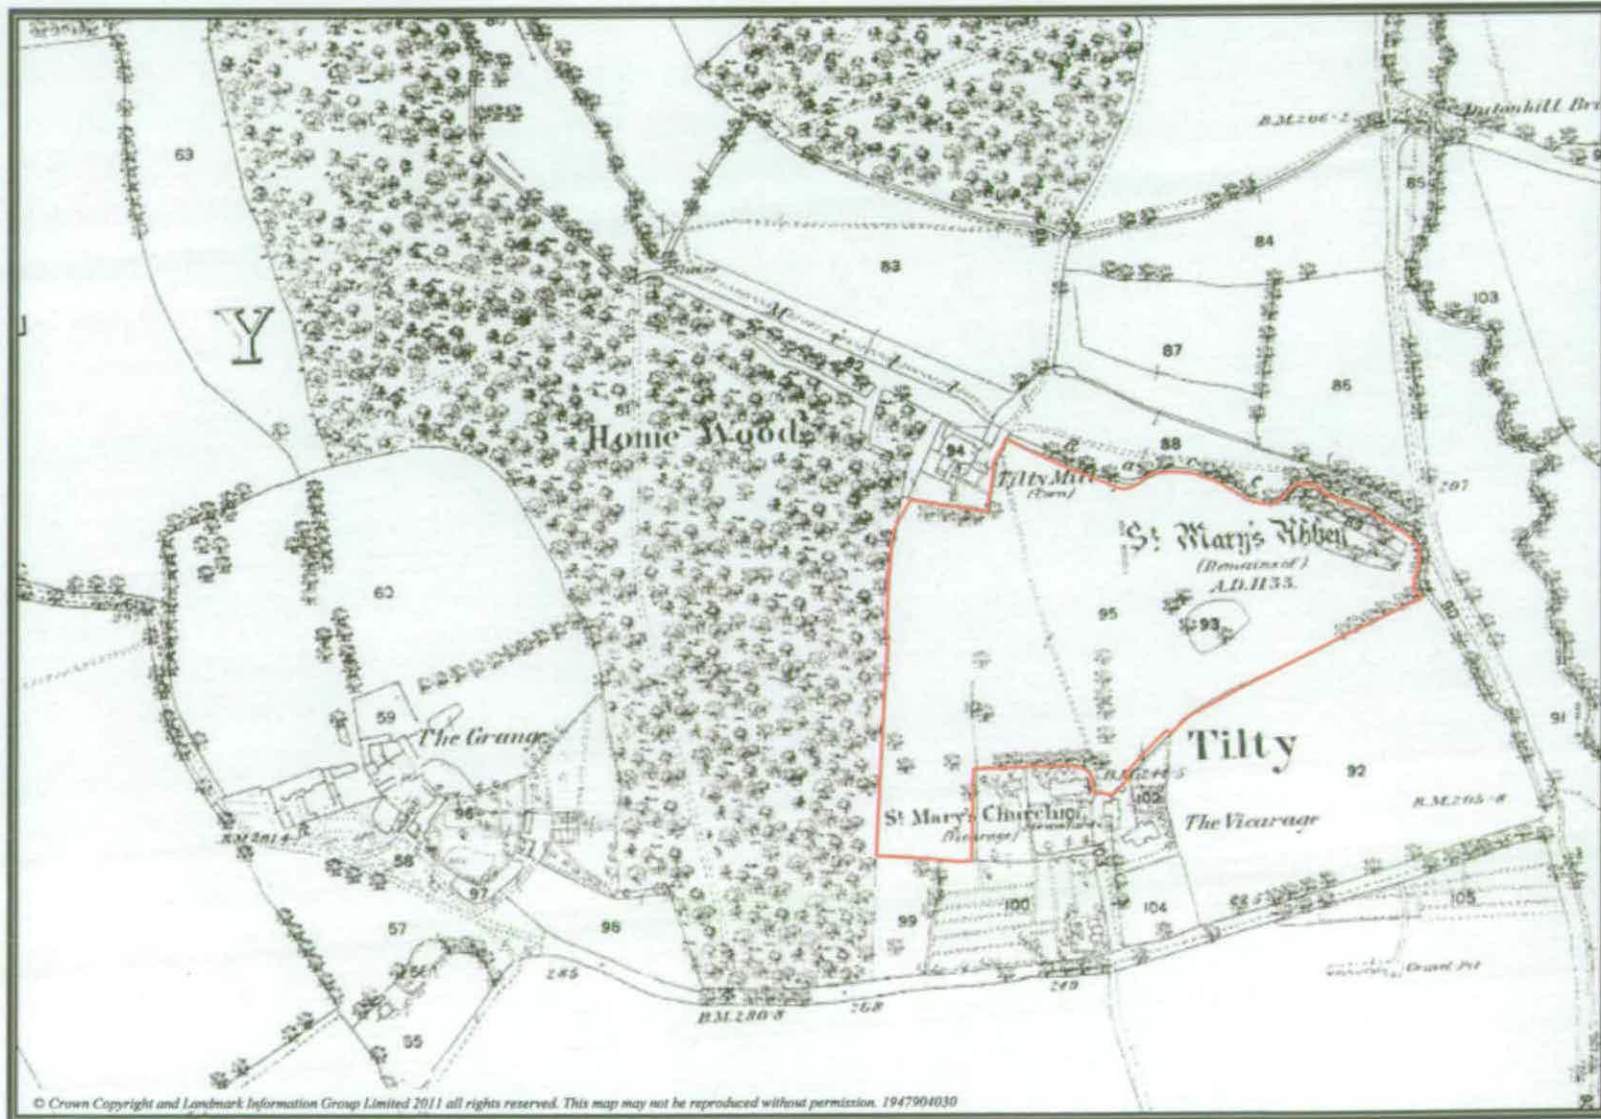 63
Y
83
84
85
103
B.M.206·2
87
86
81
82
88
Home Wood
94
Tilty Mill
(Corn)
207
St. Mary's Abbey
(Remains of)
A.D.1133.
60
95
93
59
The Grange
91
Tilty
92
St. Mary's Church
(Vicarage)
The Vicarage
B.M.205·8
96
58
97
57
98
99
100
104
105
285
Gravel Pit
249
268
B.M.280·8
55
© Crown Copyright and Landmark Information Group Limited 2011 all rights reserved. This map may not be reproduced without permission. 1947904030